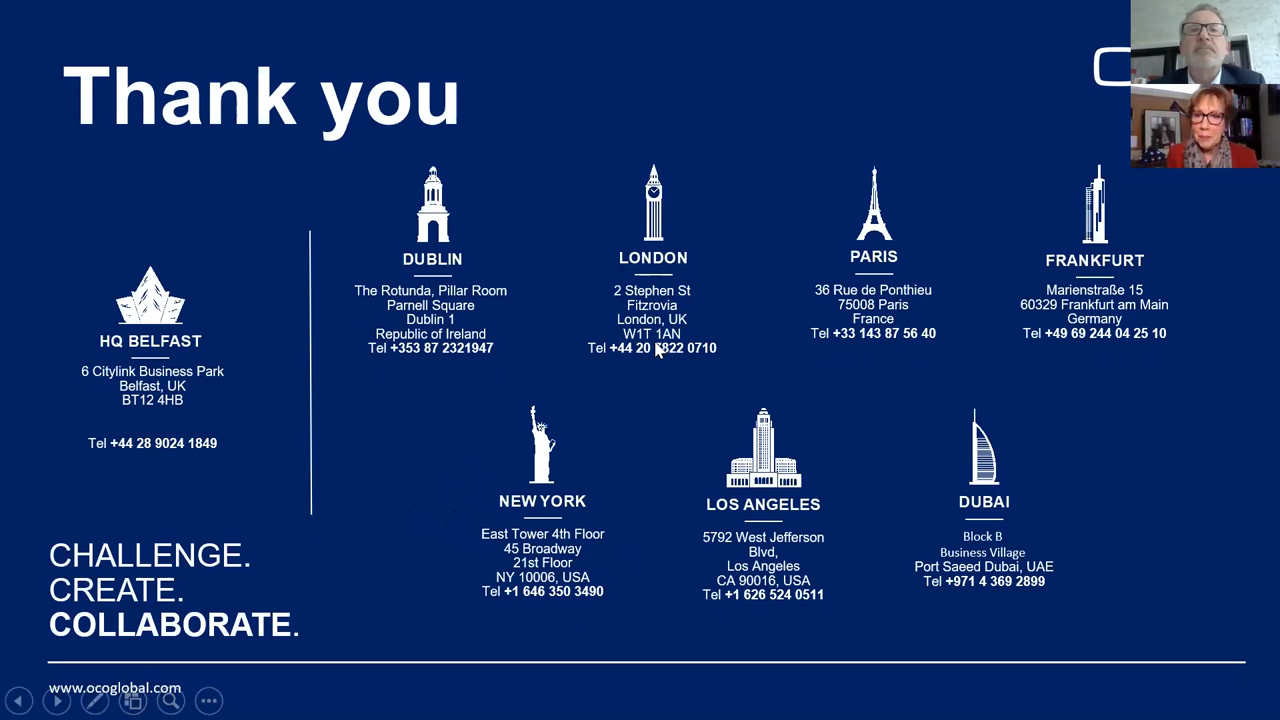 Thank you
HQ BELFAST
6 Citylink Business Park
Belfast, UK
BT12 4HB
Tel +44 28 9024 1849
DUBLIN
The Rotunda, Pillar Room
Parnell Square
Dublin 1
Republic of Ireland
Tel +353 87 2321947
LONDON
2 Stephen St
Fitzrovia
London, UK
W1T 1AN
Tel +44 20 7822 0710
PARIS
36 Rue de Ponthieu
75008 Paris
France
Tel +33 143 87 56 40
FRANKFURT
Marienstraße 15
60329 Frankfurt am Main
Germany
Tel +49 69 244 04 25 10
NEW YORK
East Tower 4th Floor
45 Broadway
21st Floor
NY 10006, USA
Tel +1 646 350 3490
LOS ANGELES
5792 West Jefferson
Blvd,
Los Angeles
CA 90016, USA
Tel +1 626 524 0511
DUBAI
Block B
Business Village
Port Saeed Dubai, UAE
Tel +971 4 369 2899
CHALLENGE.
CREATE.
COLLABORATE.
www.ocoglobal.com